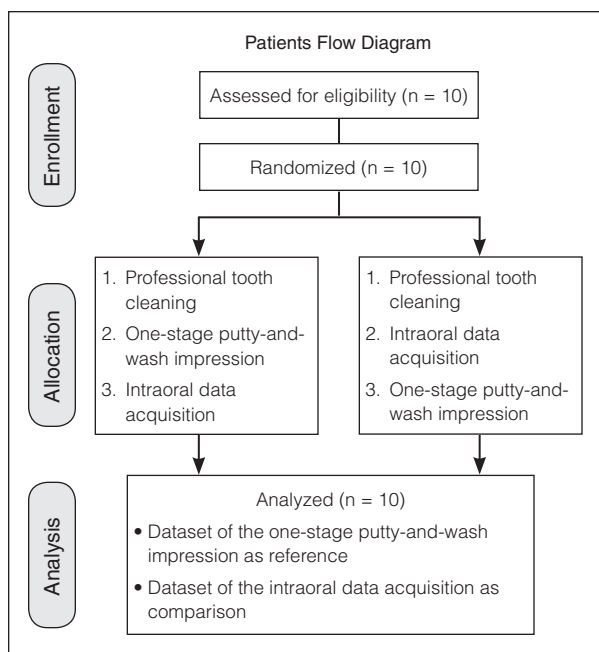 Patients Flow Diagram
Enrollment
Assessed for eligibility (n = 10)
Randomized (n = 10)
Allocation
1. Professional tooth
cleaning
2. One-stage putty-and-
wash impression
3. Intraoral data
acquisition
1. Professional tooth
cleaning
2. Intraoral data
acquisition
3. One-stage putty-and-
wash impression
Analysis
Analyzed (n = 10)
• Dataset of the one-stage putty-and-wash
impression as reference
• Dataset of the intraoral data acquisition as
comparison